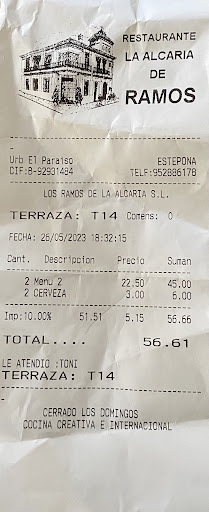 RESTAURANTE
LA ALCARIA
DE
RAMOS
Urb El Paraiso ESTEPONA
CIF:B-92931484 TELF:952886178
LOS RAMOS DE LA ALCARIA S.L.
TERRAZA: T14 Comens: 0
FECHA: 26/05/2023 18:32:15
Cant. Descripcion Precio Suman
2 Menu 2 22.50 45.00
2 CERVEZA 3.00 6.00
Imp:10.00% 51.51 5.15 56.66
TOTAL.... 56.61
LE ATENDIO :TONI
TERRAZA: T14
CERRADO LOS DOMINGOS
COCINA CREATIVA E INTERNACIONAL